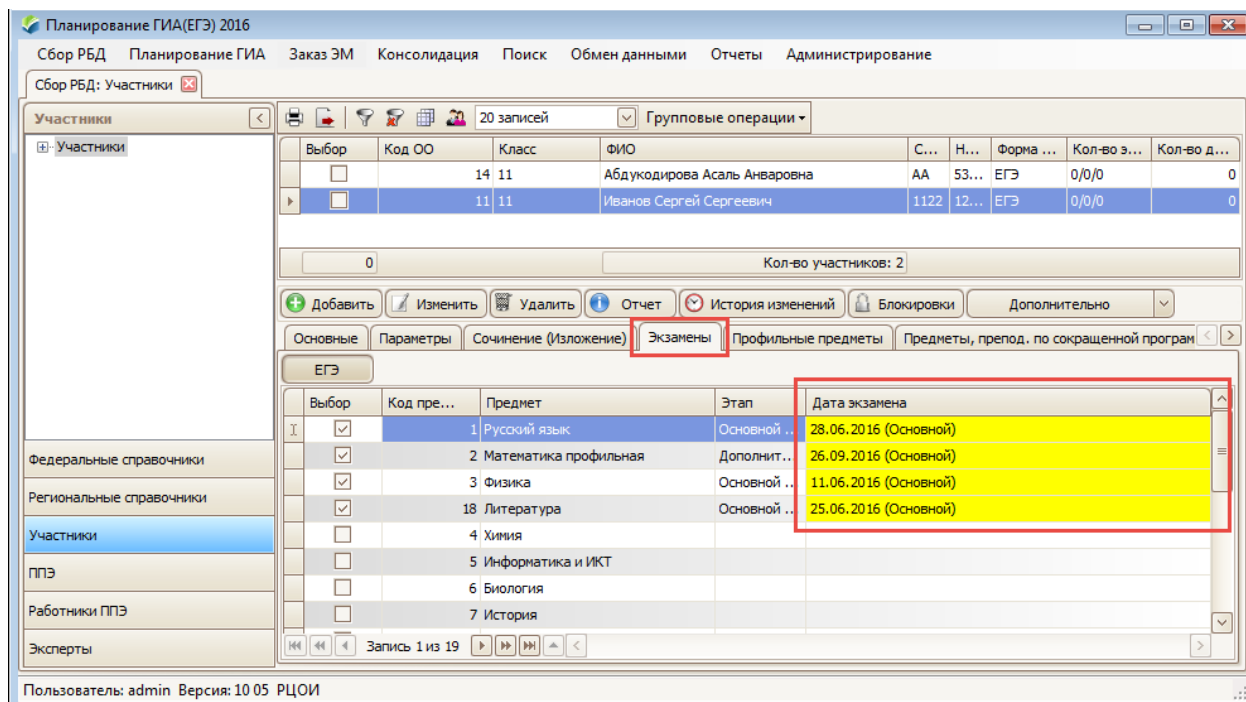 Планирование ГИА(ЕГЭ) 2016
Сбор РБД Планирование ГИА Заказ ЭМ Консолидация Поиск Обмен данными Отчеты Администрирование
Сбор РБД: Участники
Участники
20 записей Групповые операции
Участники
Выбор Код ОО Класс ФИО С... Н... Форма ... Кол-во э... Кол-во д...
14 11 Абдукодирова Асаль Анваровна АА 53... ЕГЭ 0/0/0 0
11 11 Иванов Сергей Сергеевич 1122 12... ЕГЭ 0/0/0 0
0 Кол-во участников: 2
Добавить Изменить Удалить Отчет История изменений Блокировки Дополнительно
Основные Параметры Сочинение (Изложение) Экзамены Профильные предметы Предметы, препод. по сокращенной програм
ЕГЭ
Выбор Код пре... Предмет Этап Дата экзамена
1 Русский язык Основной .. 28.06.2016 (Основной)
2 Математика профильная Дополнит... 26.09.2016 (Основной)
3 Физика Основной .. 11.06.2016 (Основной)
18 Литература Основной .. 25.06.2016 (Основной)
4 Химия
5 Информатика и ИКТ
6 Биология
7 История
Запись 1 из 19
Федеральные справочники
Региональные справочники
Участники
ППЭ
Работники ППЭ
Эксперты
Пользователь: admin Версия: 10 05 РЦОИ